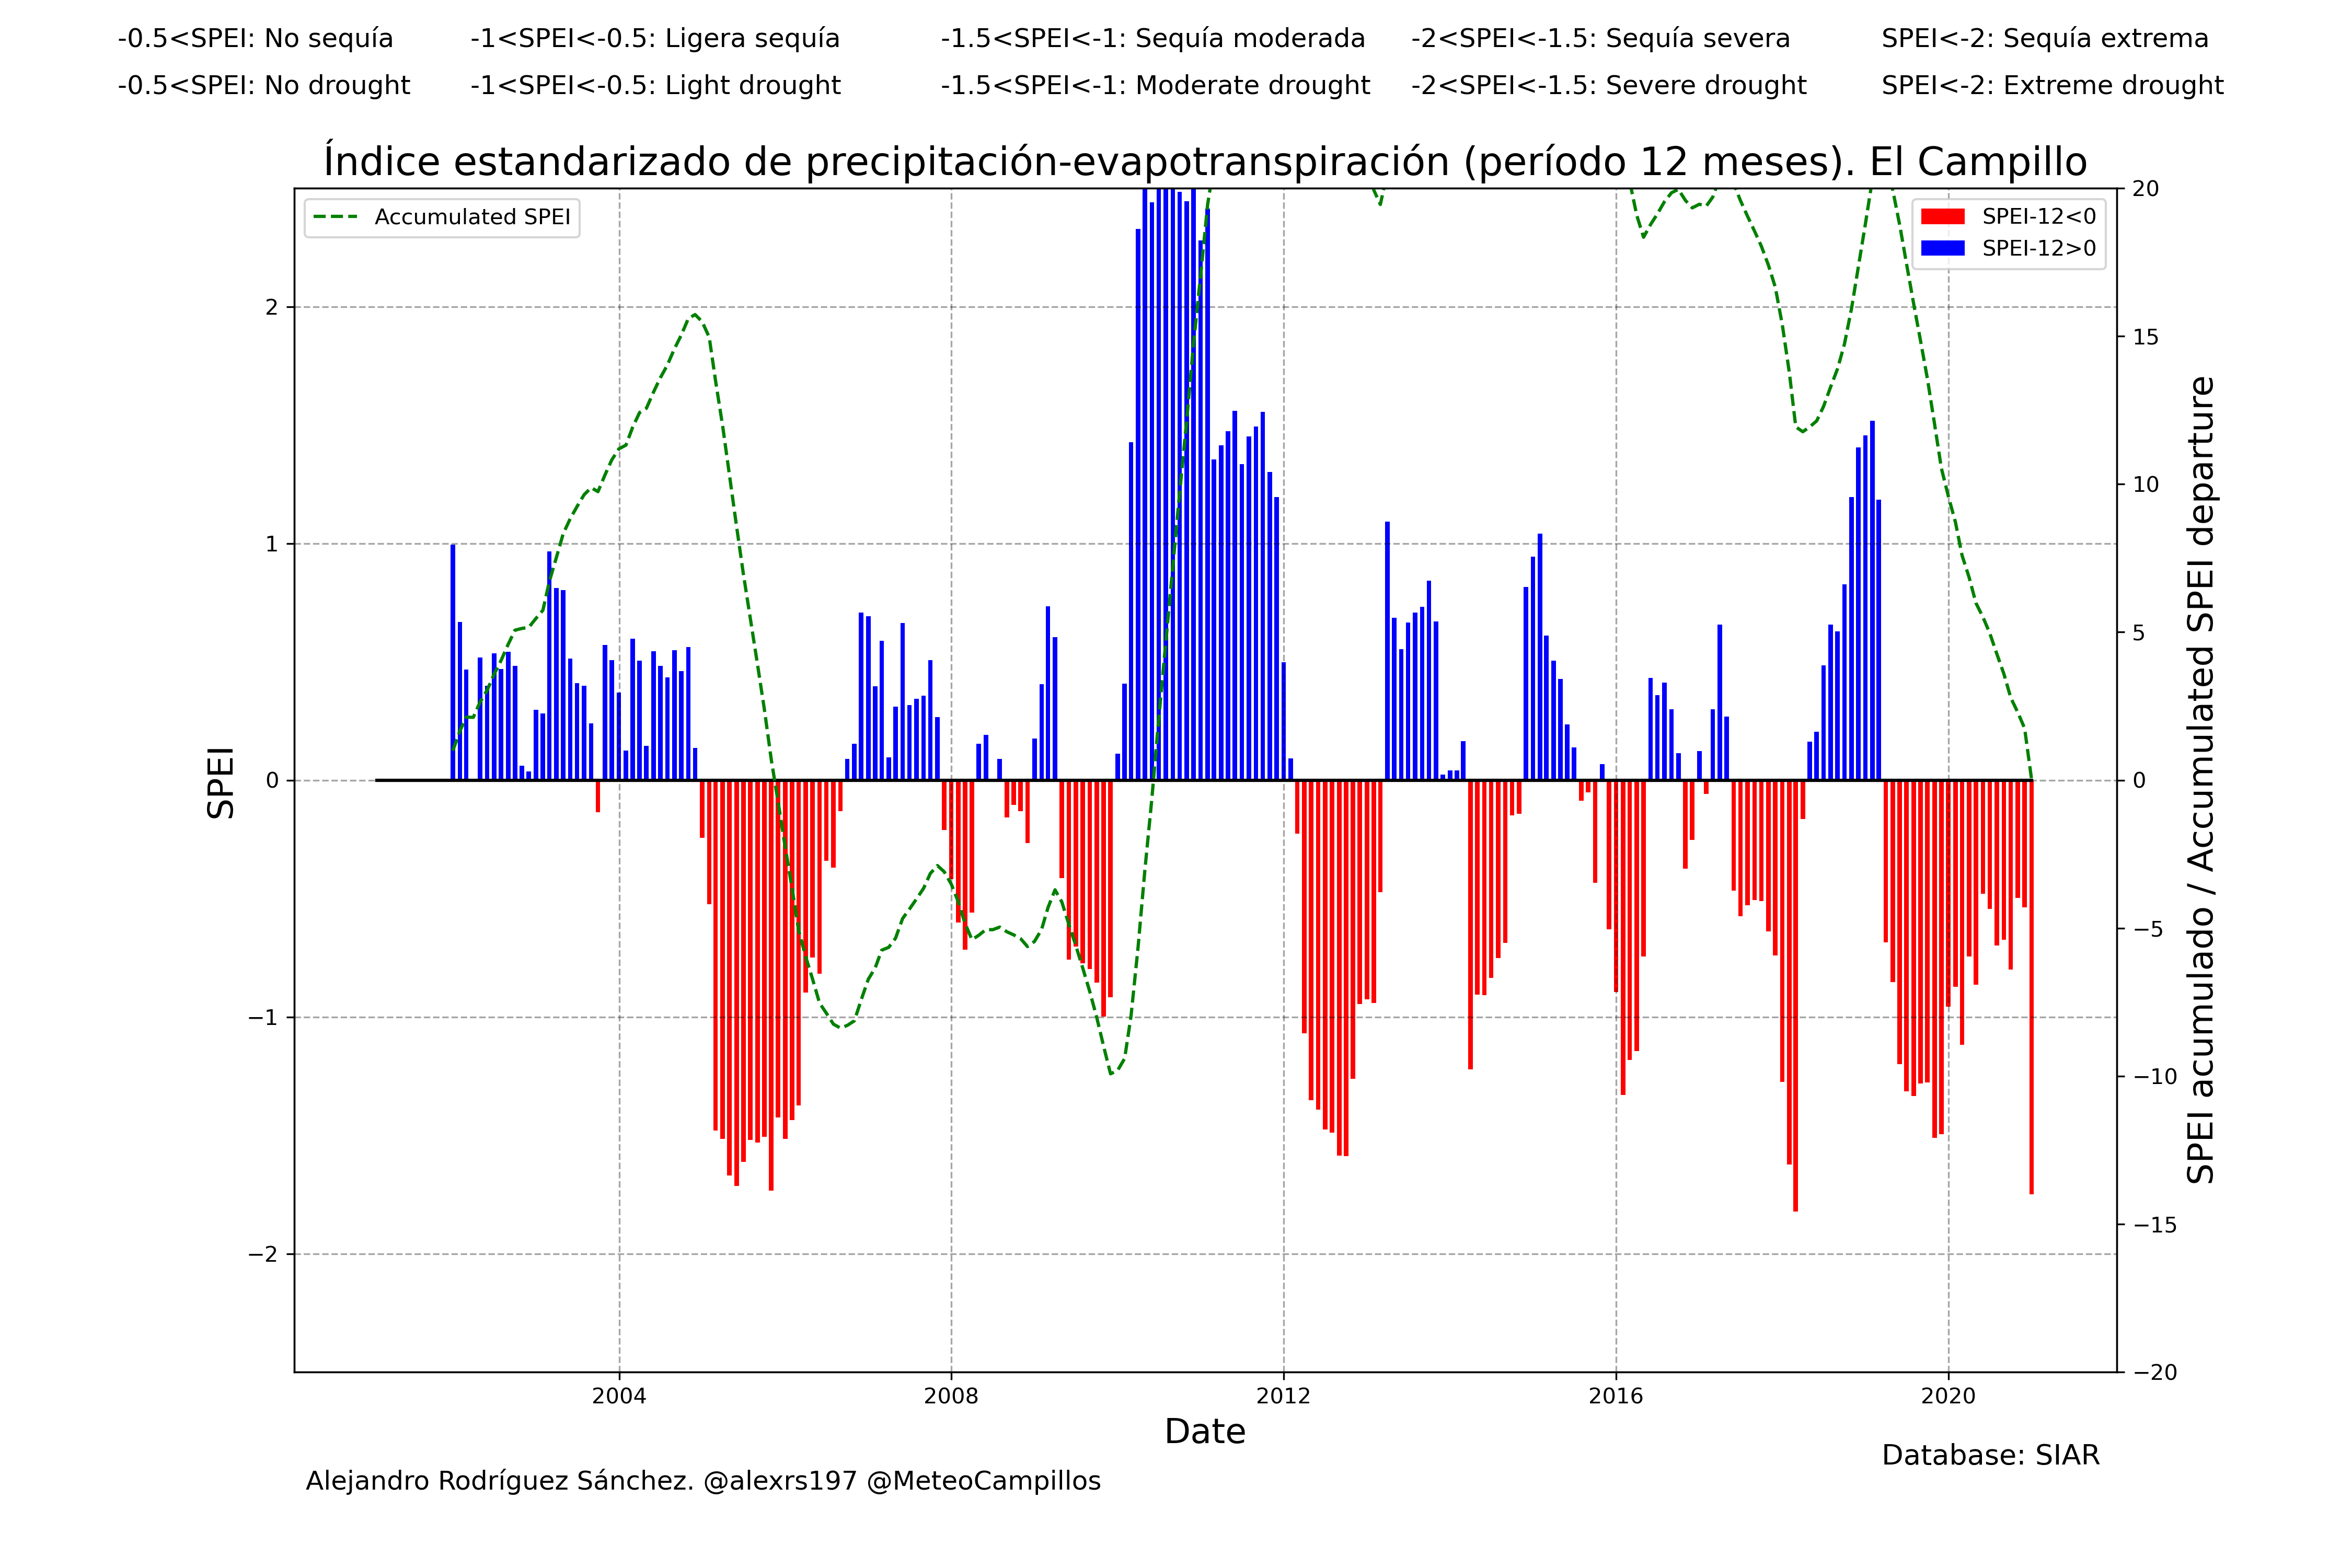 -0.5<SPEI: No sequía -1<SPEI<-0.5: Ligera sequía -1.5<SPEI<-1: Sequía moderada -2<SPEI<-1.5: Sequía severa SPEI<-2: Sequía extrema
-0.5<SPEI: No drought -1<SPEI<-0.5: Light drought -1.5<SPEI<-1: Moderate drought -2<SPEI<-1.5: Severe drought SPEI<-2: Extreme drought
Índice estandarizado de precipitación-evapotranspiración (período 12 meses). El Campillo
Accumulated SPEI
SPEI-12<0
SPEI-12>0
SPEI
2
1
0
−1
−2
20
15
10
5
0
−5
−10
−15
−20
SPEI acumulado / Accumulated SPEI departure
2004 2008 2012 2016 2020
Date
Database: SIAR
Alejandro Rodríguez Sánchez. @alexrs197 @MeteoCampillos